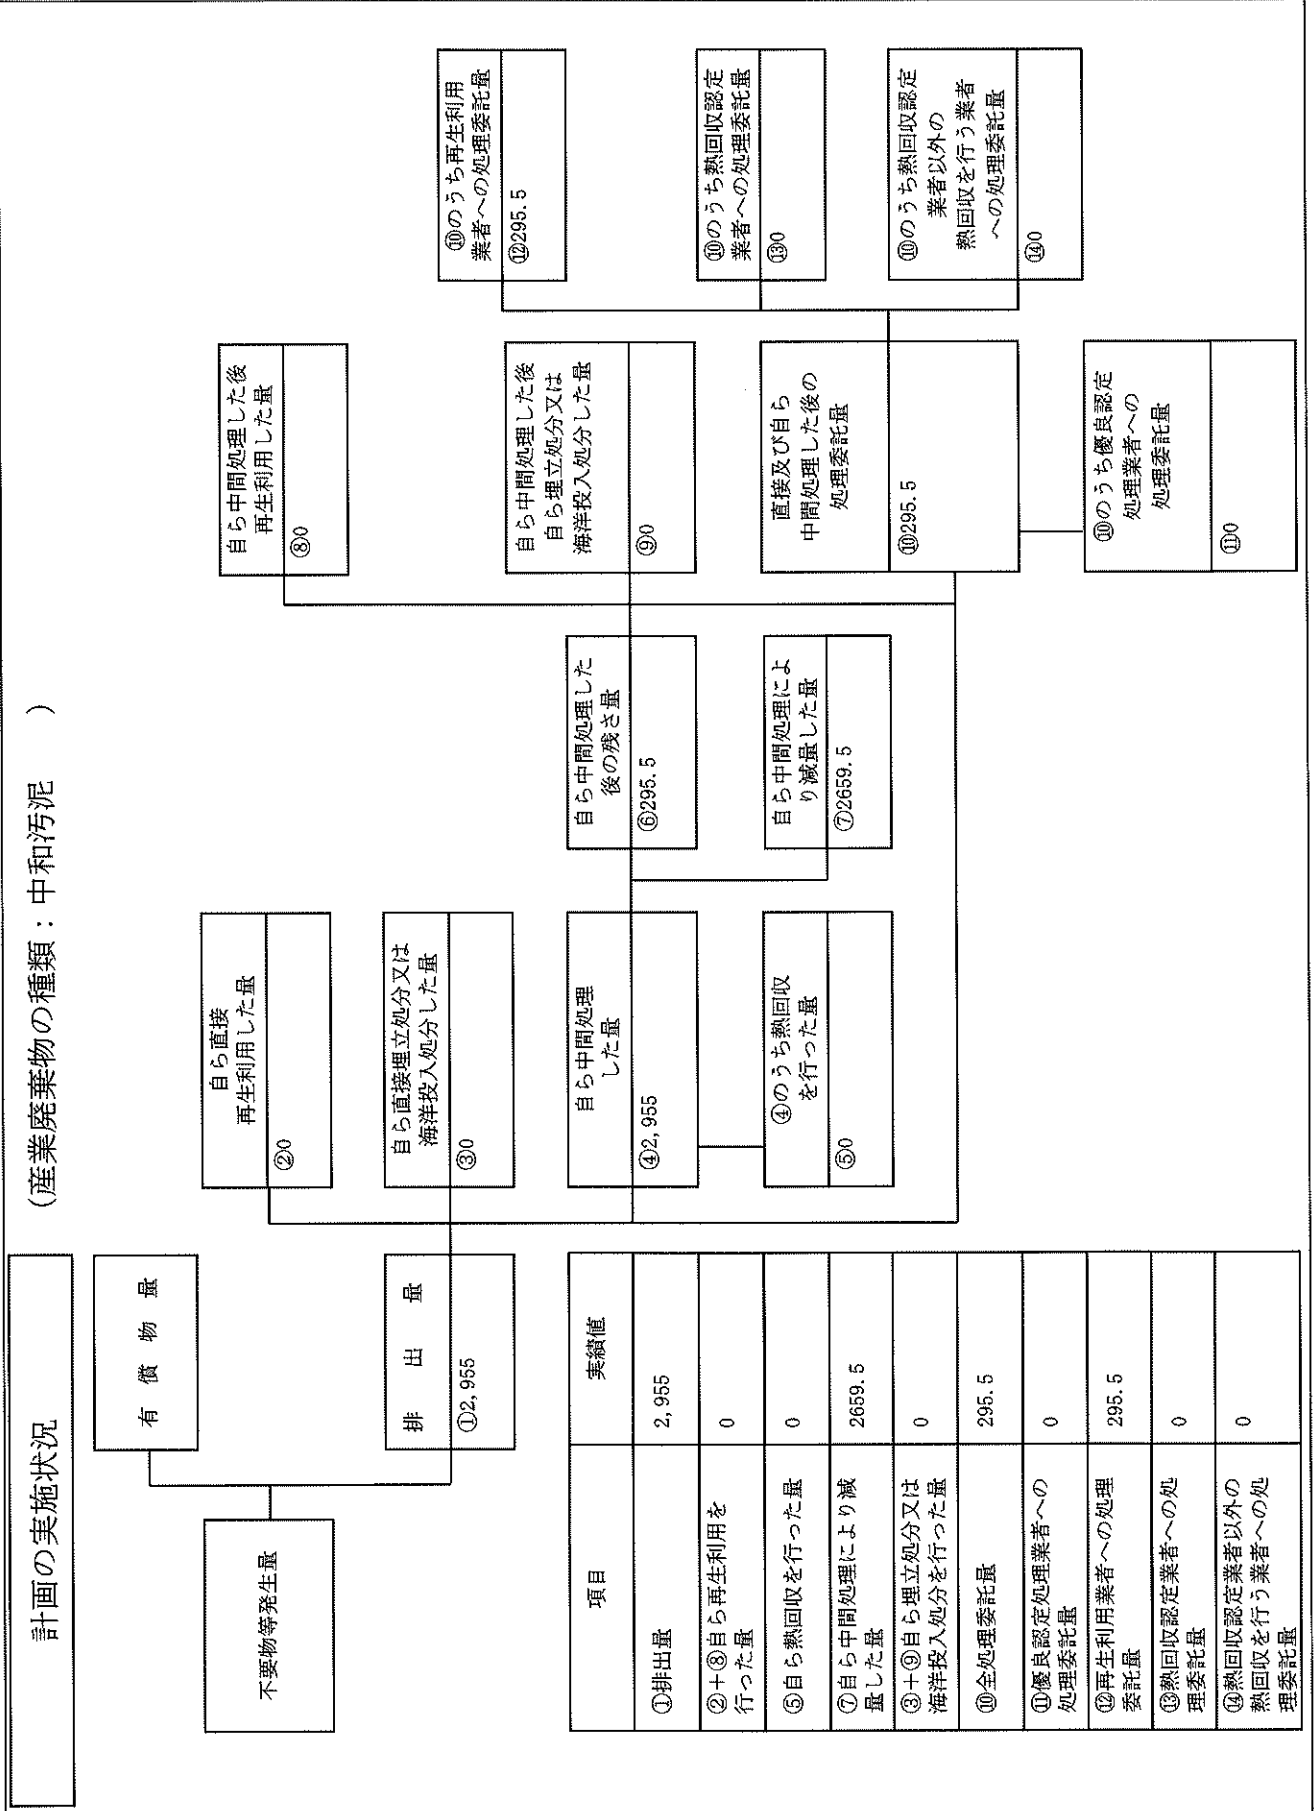 計画の実施状況
（産業廃棄物の種類：中和汚泥　　）
不要物等発生量
有償物量
排出量
①2,955
自ら直接
再生利用した量
②0
自ら直接埋立処分又は
海洋投入処分した量
③0
自ら中間処理
した量
④2,955
④のうち熱回収
を行った量
⑤0
自ら中間処理した
後の残さ量
⑥295.5
自ら中間処理によ
り減量した量
⑦2659.5
自ら中間処理した後
再生利用した量
⑧0
自ら中間処理した後
自ら埋立処分又は
海洋投入処分した量
⑨0
直接及び自ら
中間処理した後の
処理委託量
⑩295.5
⑩のうち優良認定
処理業者への
処理委託量
⑪0
⑩のうち再生利用
業者への処理委託量
⑫295.5
⑩のうち熱回収認定
業者への処理委託量
⑬0
⑩のうち熱回収認定
業者以外の
熱回収を行う業者
への処理委託量
⑭0
項目 実績値
①排出量 2,955
②＋⑧自ら再生利用を
行った量 0
⑤自ら熱回収を行った量 0
⑦自ら中間処理により減
量した量 2659.5
③＋⑨自ら埋立処分又は
海洋投入処分を行った量 0
⑩全処理委託量 295.5
⑪優良認定処理業者への
処理委託量 0
⑫再生利用業者への処理
委託量 295.5
⑬熱回収認定業者への処
理委託量 0
⑭熱回収認定業者以外の
熱回収を行う業者への処
理委託量 0